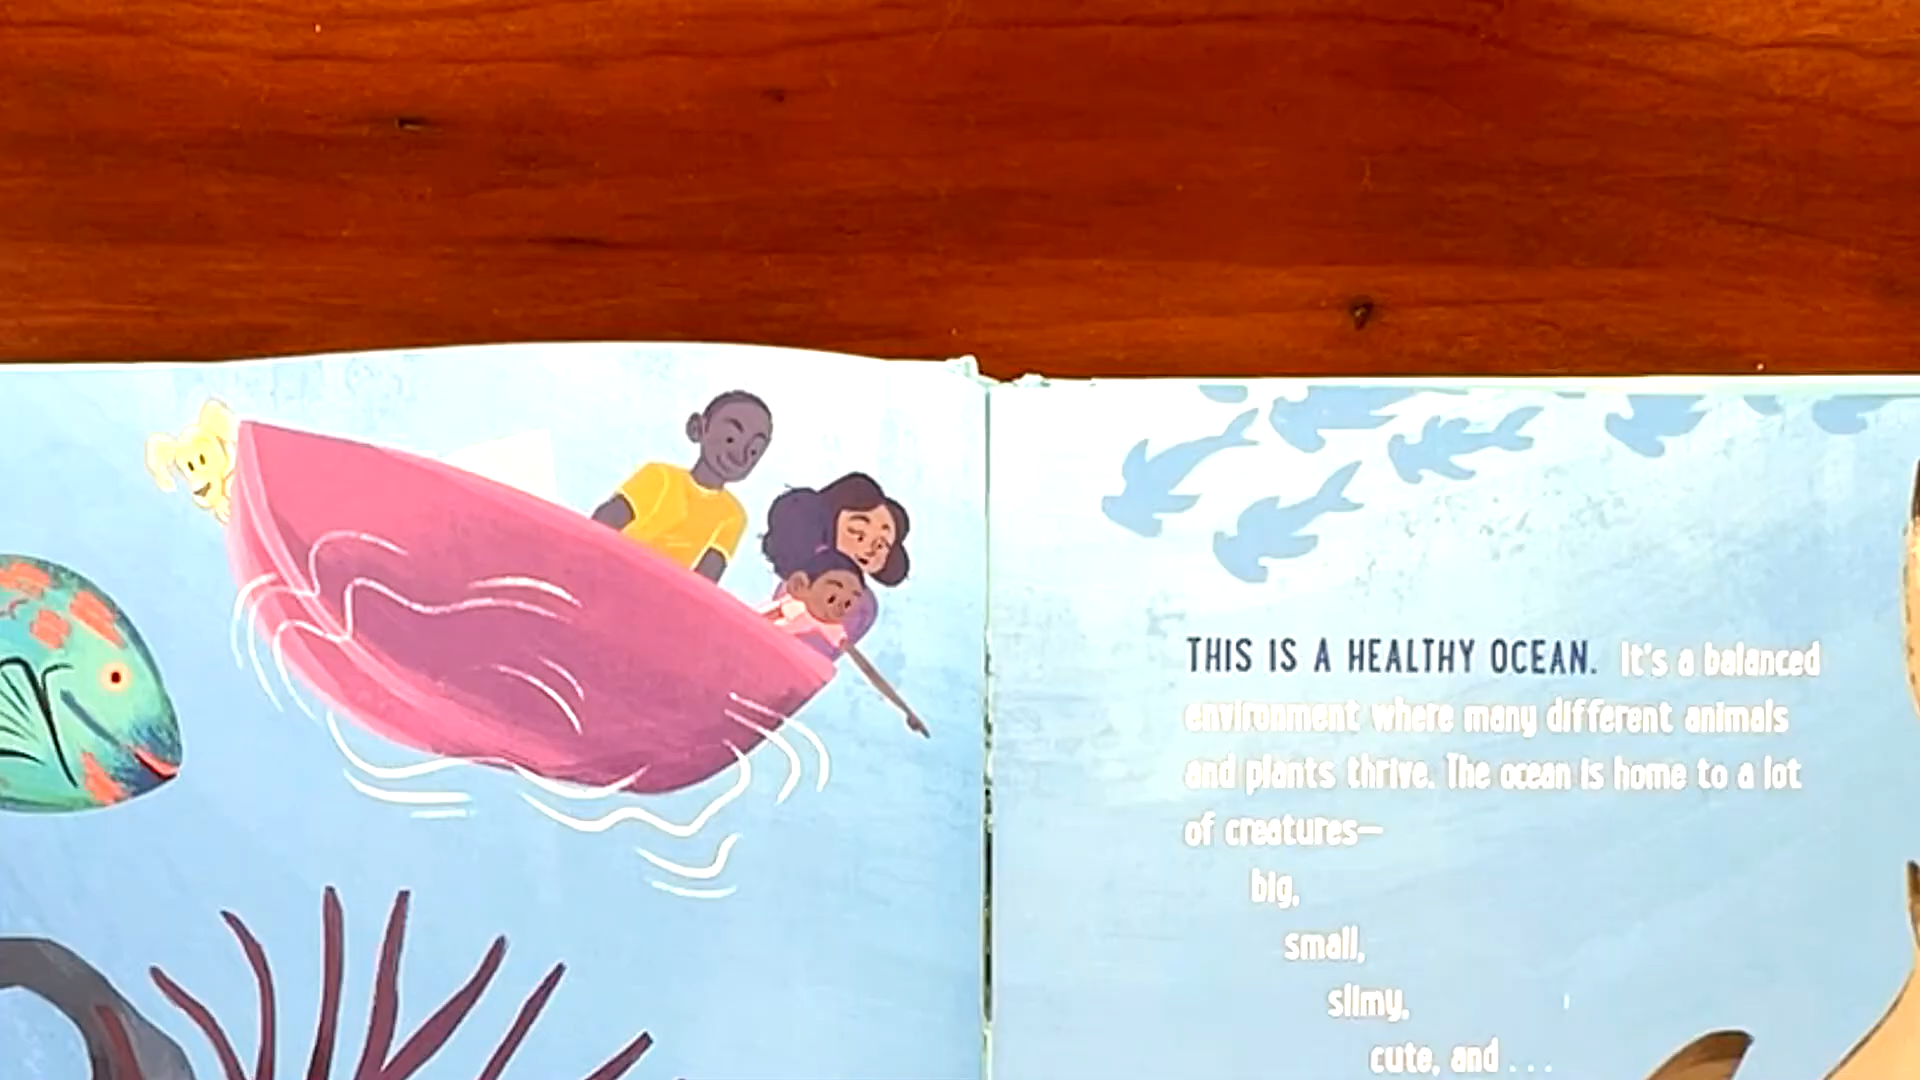 THIS IS A HEALTHY OCEAN. It's a balanced
environment where many different animals
and plants thrive. The ocean is home to a lot
of creatures—
big,
small,
slimy,
cute, and . . .